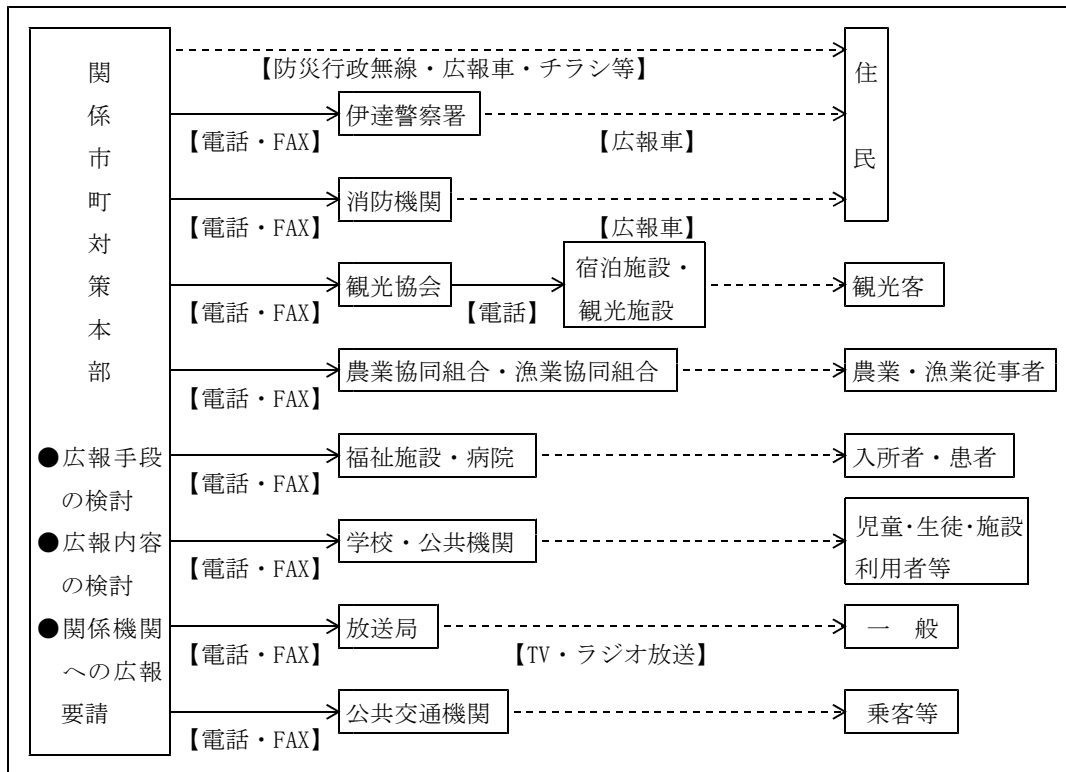 関係市町対策本部
●広報手段
の検討
●広報内容
の検討
●関係機関
への広報
要請
【防災行政無線・広報車・チラシ等】
住民
【電話・FAX】
伊達警察署
【広報車】
【電話・FAX】
消防機関
【広報車】
【電話・FAX】
観光協会
【電話】
宿泊施設・
観光施設
観光客
【電話・FAX】
農業協同組合・漁業協同組合
農業・漁業従事者
【電話・FAX】
福祉施設・病院
入所者・患者
【電話・FAX】
学校・公共機関
児童・生徒・施設
利用者等
【電話・FAX】
放送局
【TV・ラジオ放送】
一　般
【電話・FAX】
公共交通機関
乗客等